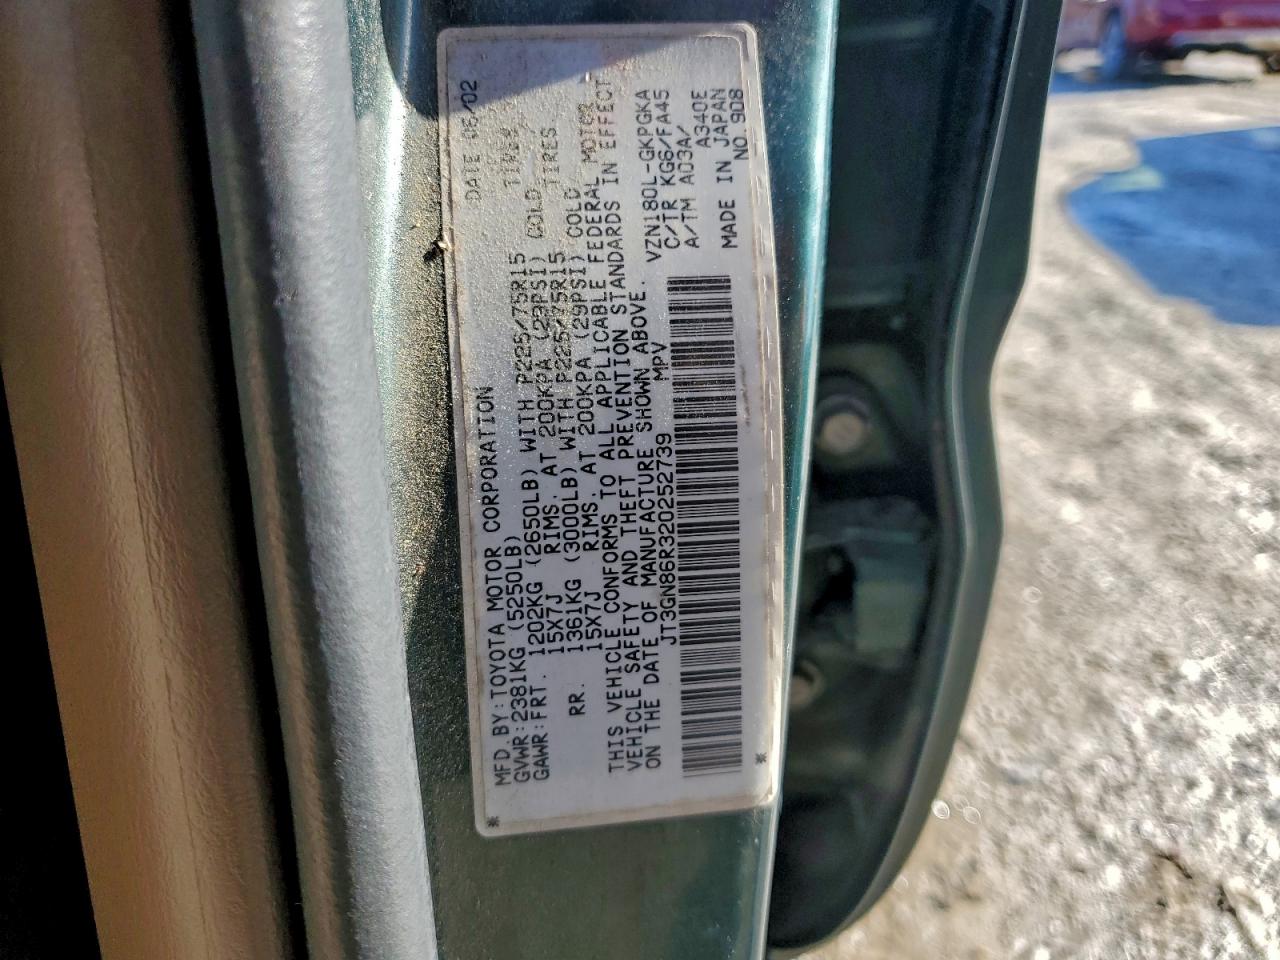 MFD. BY: TOYOTA MOTOR CORPORATION DATE 06/02
GVWR: 2381KG (5250LB)
GAWR: FRT. 1202KG (2650LB) WITH P225/75R15 TIRES,
15X7J RIMS, AT 200KPA (29PSI) COLD
RR. 1361KG (3000LB) WITH P225/75R15 TIRES
15X7J RIMS, AT 200KPA (29PSI) COLD
THIS VEHICLE CONFORMS TO ALL APPLICABLE FEDERAL MOTOR
VEHICLE SAFETY AND THEFT PREVENTION STANDARDS IN EFFECT
ON THE DATE OF MANUFACTURE SHOWN ABOVE.
JT3GN86R320252739 MPV
VZN180L-GKPGKA
C/TR KG6/FA45
A/TM A03A/ A340E
MADE IN JAPAN
NO. 908